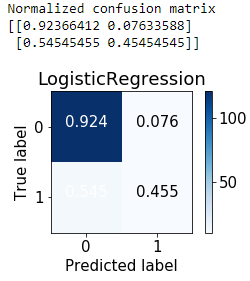 Normalized confusion matrix
[[0.92366412 0.07633588]
[0.54545455 0.45454545]]
LogisticRegression
0.924 0.076
0.545 0.455
0
1
True label
0 1
Predicted label
100
50